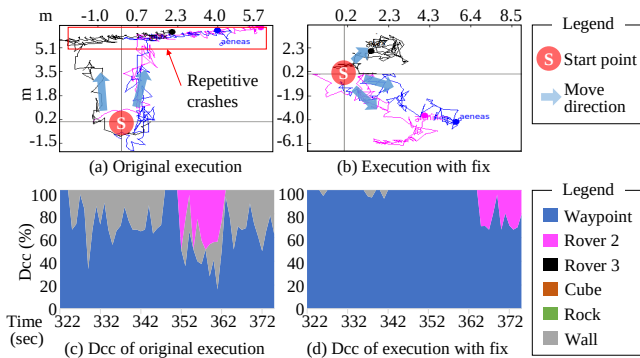 m -1.0 0.7 2.3 4.0 5.7
0.2 2.3 4.3 6.4 8.5
Legend
5.1
3.5
1.8
0.2
-1.5
m
aeneas
Repetitive
crashes
S
2.3
0.2
-1.9
-4.0
-6.1
S
aeneas
S Start point
Move
direction
(a) Original execution
(b) Execution with fix
100
80
60
40
20
0
Dcc (%)
100
80
60
40
20
0
Legend
Waypoint
Rover 2
Rover 3
Cube
Rock
Wall
Time
(sec)
322 332 342 352 362 372
322 332 342 352 362 372
(c) Dcc of original execution
(d) Dcc of execution with fix